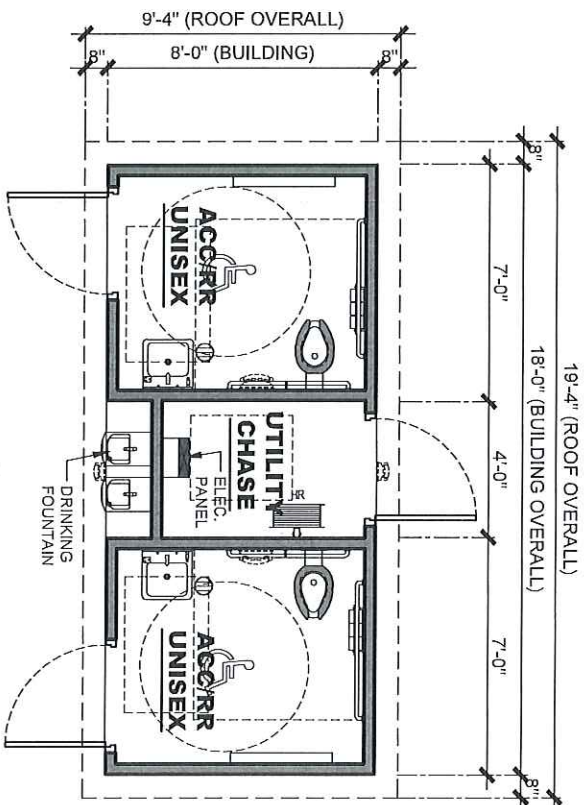 9'-4" (ROOF OVERALL)
8" 8'-0" (BUILDING) 8"
19'-4" (ROOF OVERALL)
18'-0" (BUILDING OVERALL)
8" 8"
7'-0" 4'-0" 7'-0"
ACC/RR
UNISEX
UTILITY
CHASE
HR
ELEC.
PANEL
DRINKING
FOUNTAIN
ACC/RR
UNISEX